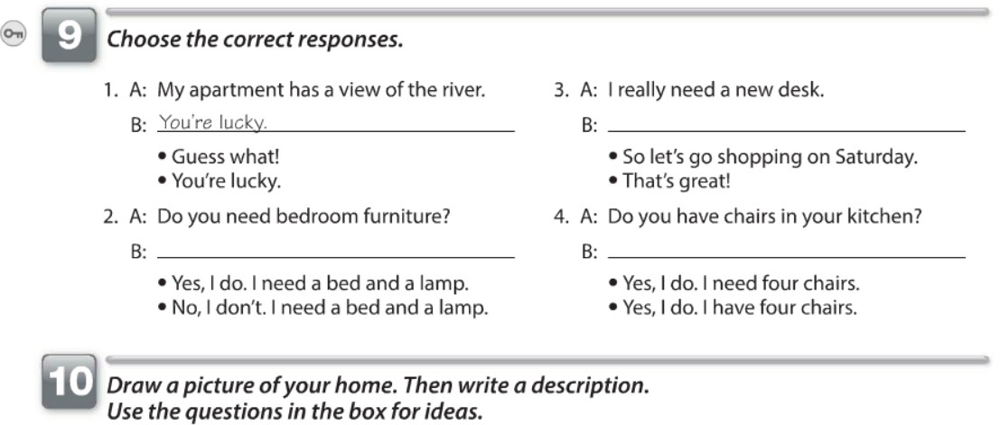 9 Choose the correct responses.
1. A: My apartment has a view of the river.
B: You're lucky.
• Guess what!
• You're lucky.
2. A: Do you need bedroom furniture?
B:
• Yes, I do. I need a bed and a lamp.
• No, I don't. I need a bed and a lamp.
3. A: I really need a new desk.
B:
• So let's go shopping on Saturday.
• That's great!
4. A: Do you have chairs in your kitchen?
B:
• Yes, I do. I need four chairs.
• Yes, I do. I have four chairs.
10 Draw a picture of your home. Then write a description.
Use the questions in the box for ideas.